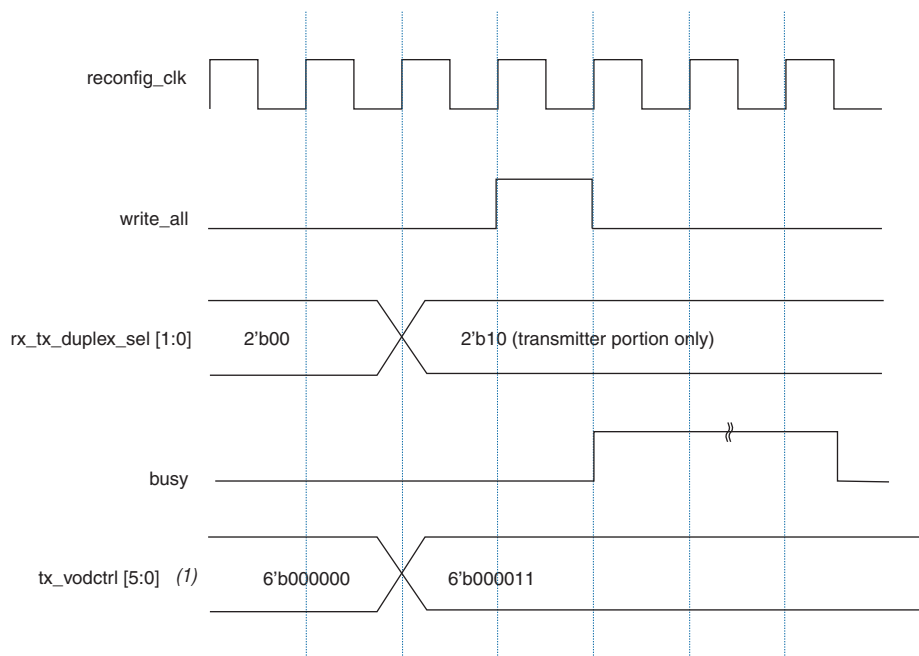 reconfig_clk
write_all
rx_tx_duplex_sel [1:0] 2’b00 2’b10 (transmitter portion only)
busy
tx_vodctrl [5:0] (1) 6’b000000 6’b000011